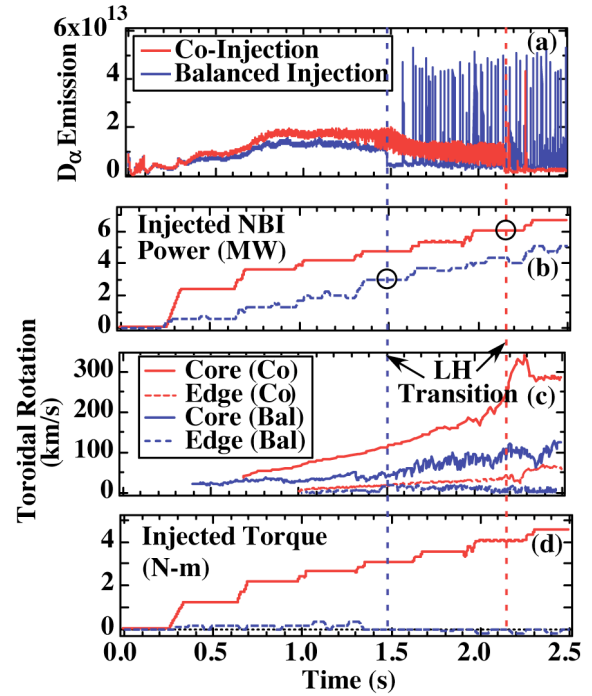 6x10¹³
(a)
Co-Injection
Balanced Injection
4
2
0
Dα Emission
Injected NBI
Power (MW)
(b)
6
4
2
0
Core (Co)
Edge (Co)
Core (Bal)
Edge (Bal)
LH
Transition
(c)
300
200
100
0
Toroidal Rotation
(km/s)
Injected Torque
(N-m)
(d)
4
2
0
0.0 0.5 1.0 1.5 2.0 2.5
Time (s)